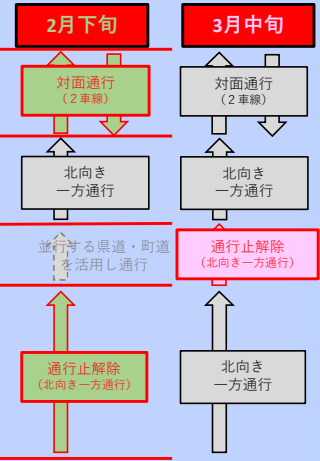 2月下旬
対面通行
（２車線）
北向き
一方通行
並行する県道・町道
を活用し通行
通行止解除
（北向き一方通行）
3月中旬
対面通行
（２車線）
北向き
一方通行
通行止解除
（北向き一方通行）
北向き
一方通行